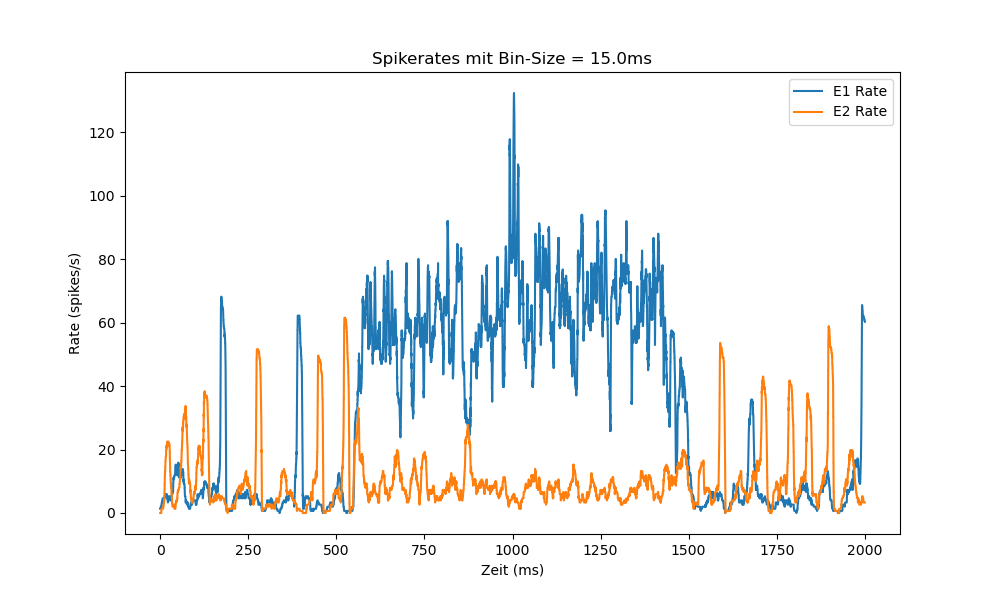 Spikerates mit Bin-Size = 15.0ms
E1 Rate
E2 Rate
Rate (spikes/s)
120
100
80
60
40
20
0
0 250 500 750 1000 1250 1500 1750 2000
Zeit (ms)